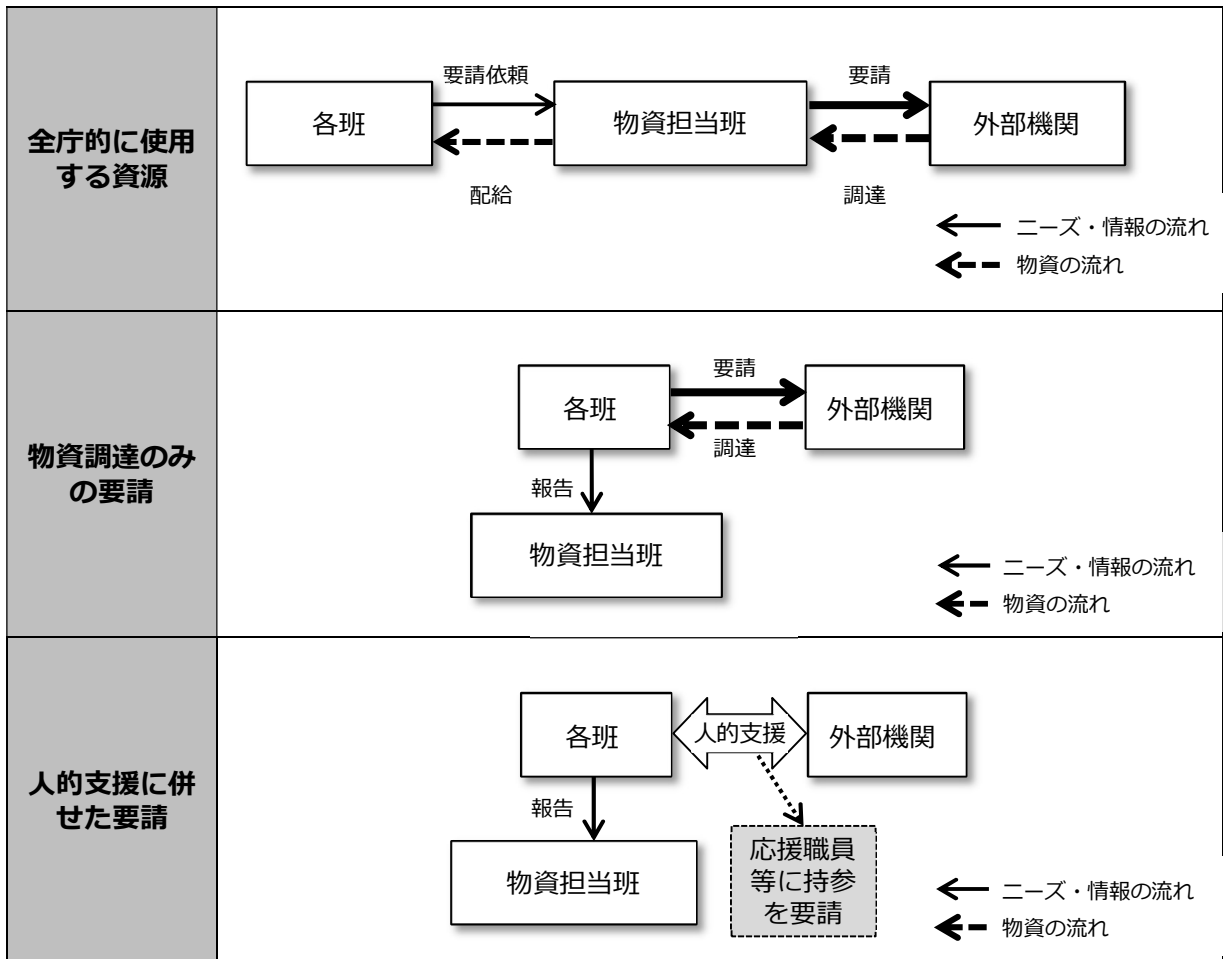 全庁的に使用
する資源
要請依頼
要請
各班
物資担当班
外部機関
配給
調達
ニーズ・情報の流れ
物資の流れ
物資調達のみ
の要請
要請
各班
外部機関
調達
報告
物資担当班
ニーズ・情報の流れ
物資の流れ
人的支援に併
せた要請
各班
人的支援
外部機関
報告
物資担当班
応援職員
等に持参
を要請
ニーズ・情報の流れ
物資の流れ